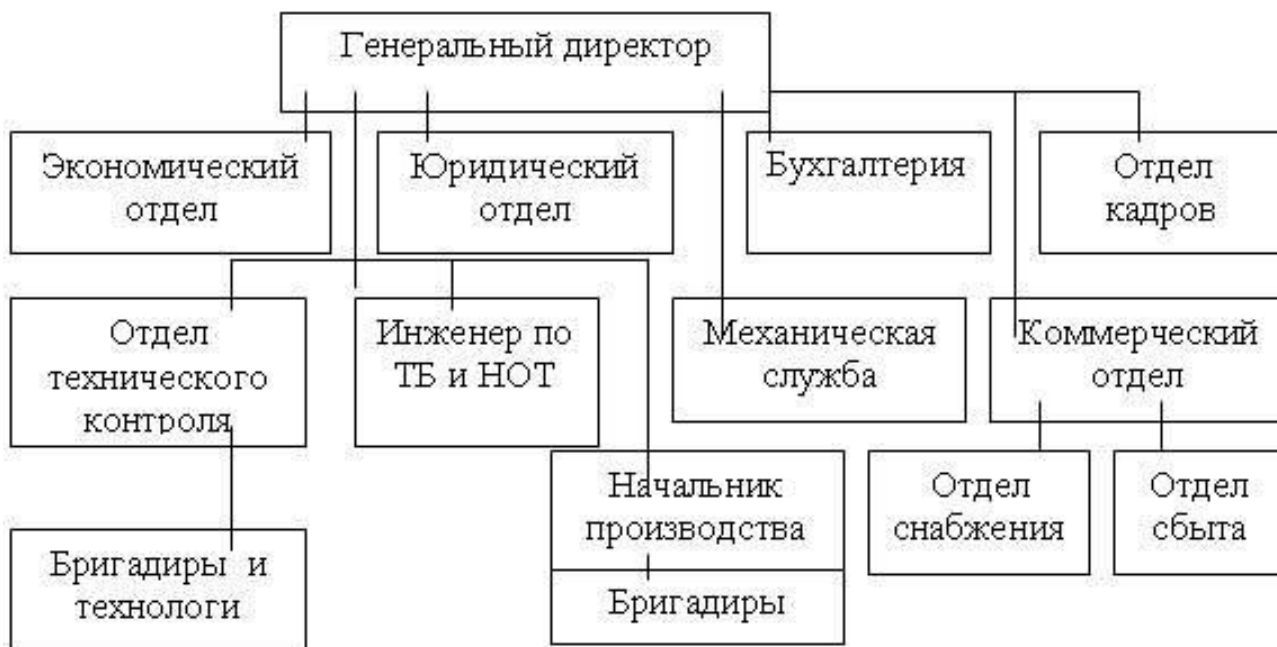 Генеральный директор
Экономический
отдел
Юридический
отдел
Бухгалтерия
Отдел
кадров
Отдел
технического
контроля
Инженер по
ТБ и НОТ
Механическая
служба
Коммерческий
отдел
Начальник
производства
Отдел
снабжения
Отдел
сбыта
Бригадиры и
технологи
Бригадиры